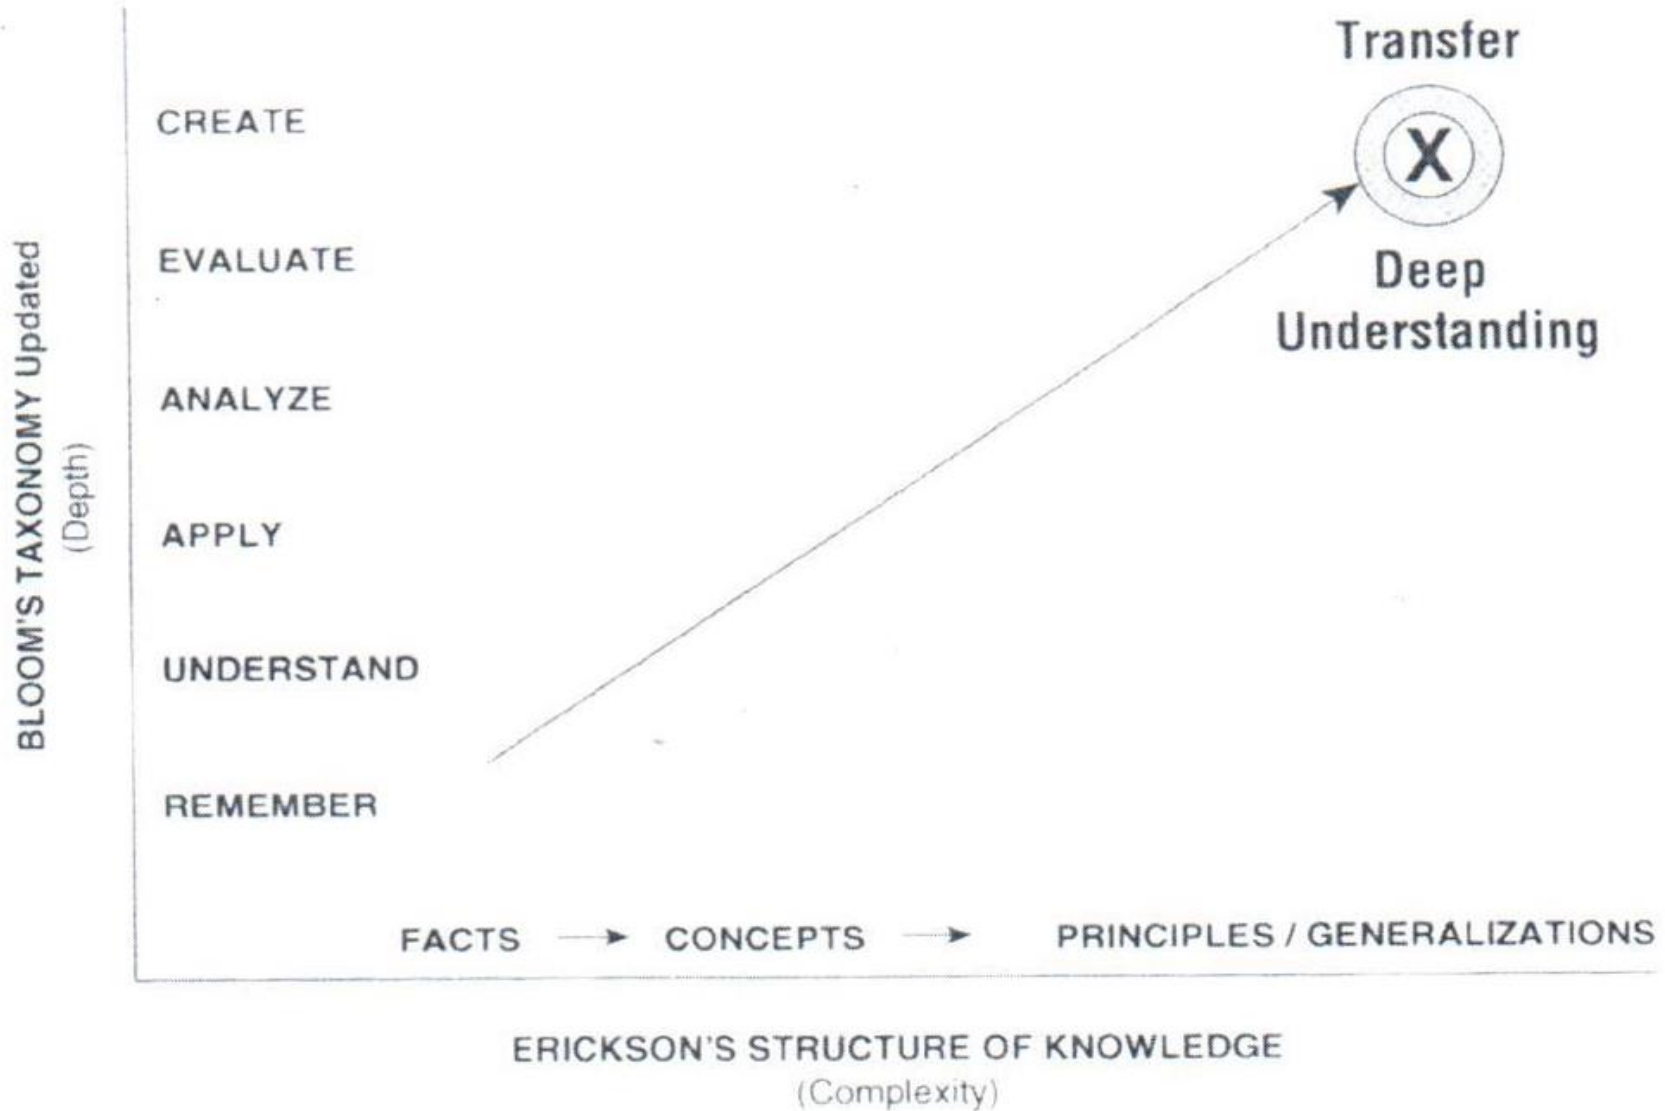 Transfer
CREATE
X
EVALUATE
Deep
Understanding
ANALYZE
APPLY
UNDERSTAND
REMEMBER
BLOOM'S TAXONOMY Updated
(Depth)
FACTS → CONCEPTS → PRINCIPLES / GENERALIZATIONS
ERICKSON'S STRUCTURE OF KNOWLEDGE
(Complexity)